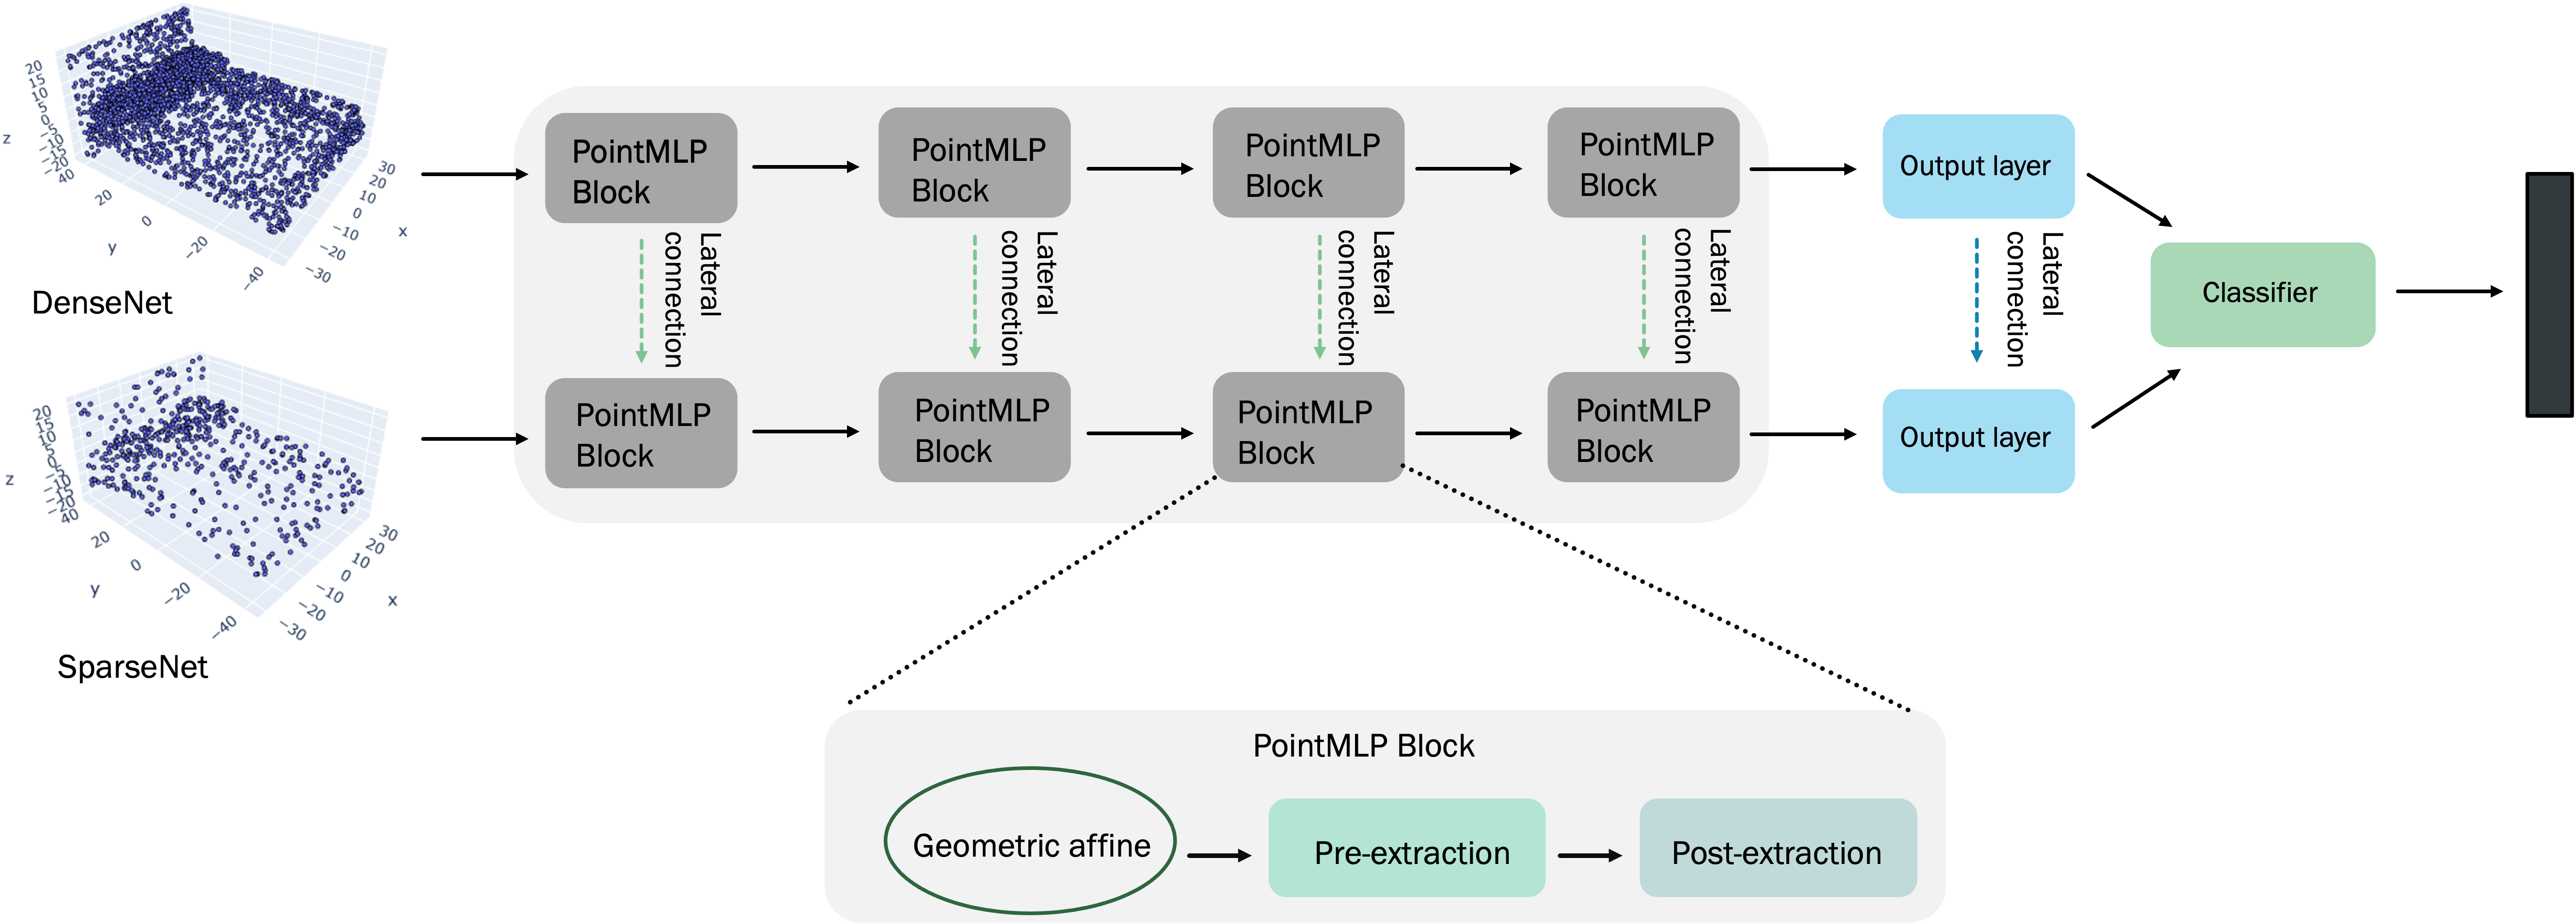 20
15
10
5
0
−5
−10
−15
−20
z
40
20
0
−20
−40
y
30
20
10
0
−10
−20
−30
x
DenseNet
PointMLP
Block
PointMLP
Block
PointMLP
Block
PointMLP
Block
Output layer
Lateral
connection
Lateral
connection
Lateral
connection
Lateral
connection
Lateral
connection
Classifier
20
15
10
5
0
−5
−10
−15
−20
z
40
20
0
−20
−40
y
30
20
10
0
−10
−20
−30
x
SparseNet
PointMLP
Block
PointMLP
Block
PointMLP
Block
PointMLP
Block
Output layer
PointMLP Block
Geometric affine
Pre-extraction
Post-extraction